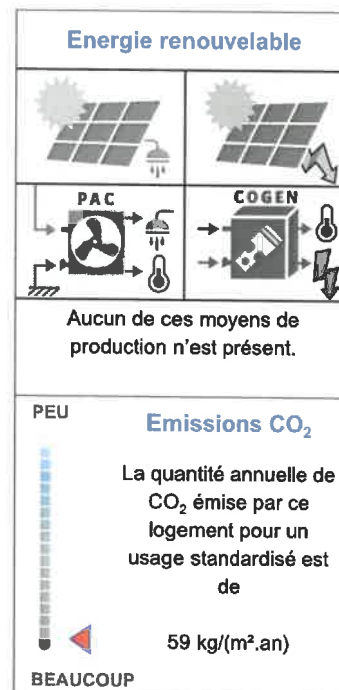 Energie renouvelable
PAC
COGEN
Aucun de ces moyens de
production n'est présent.
PEU
Emissions CO₂
La quantité annuelle de
CO₂ émise par ce
logement pour un
usage standardisé est
de
59 kg/(m².an)
BEAUCOUP